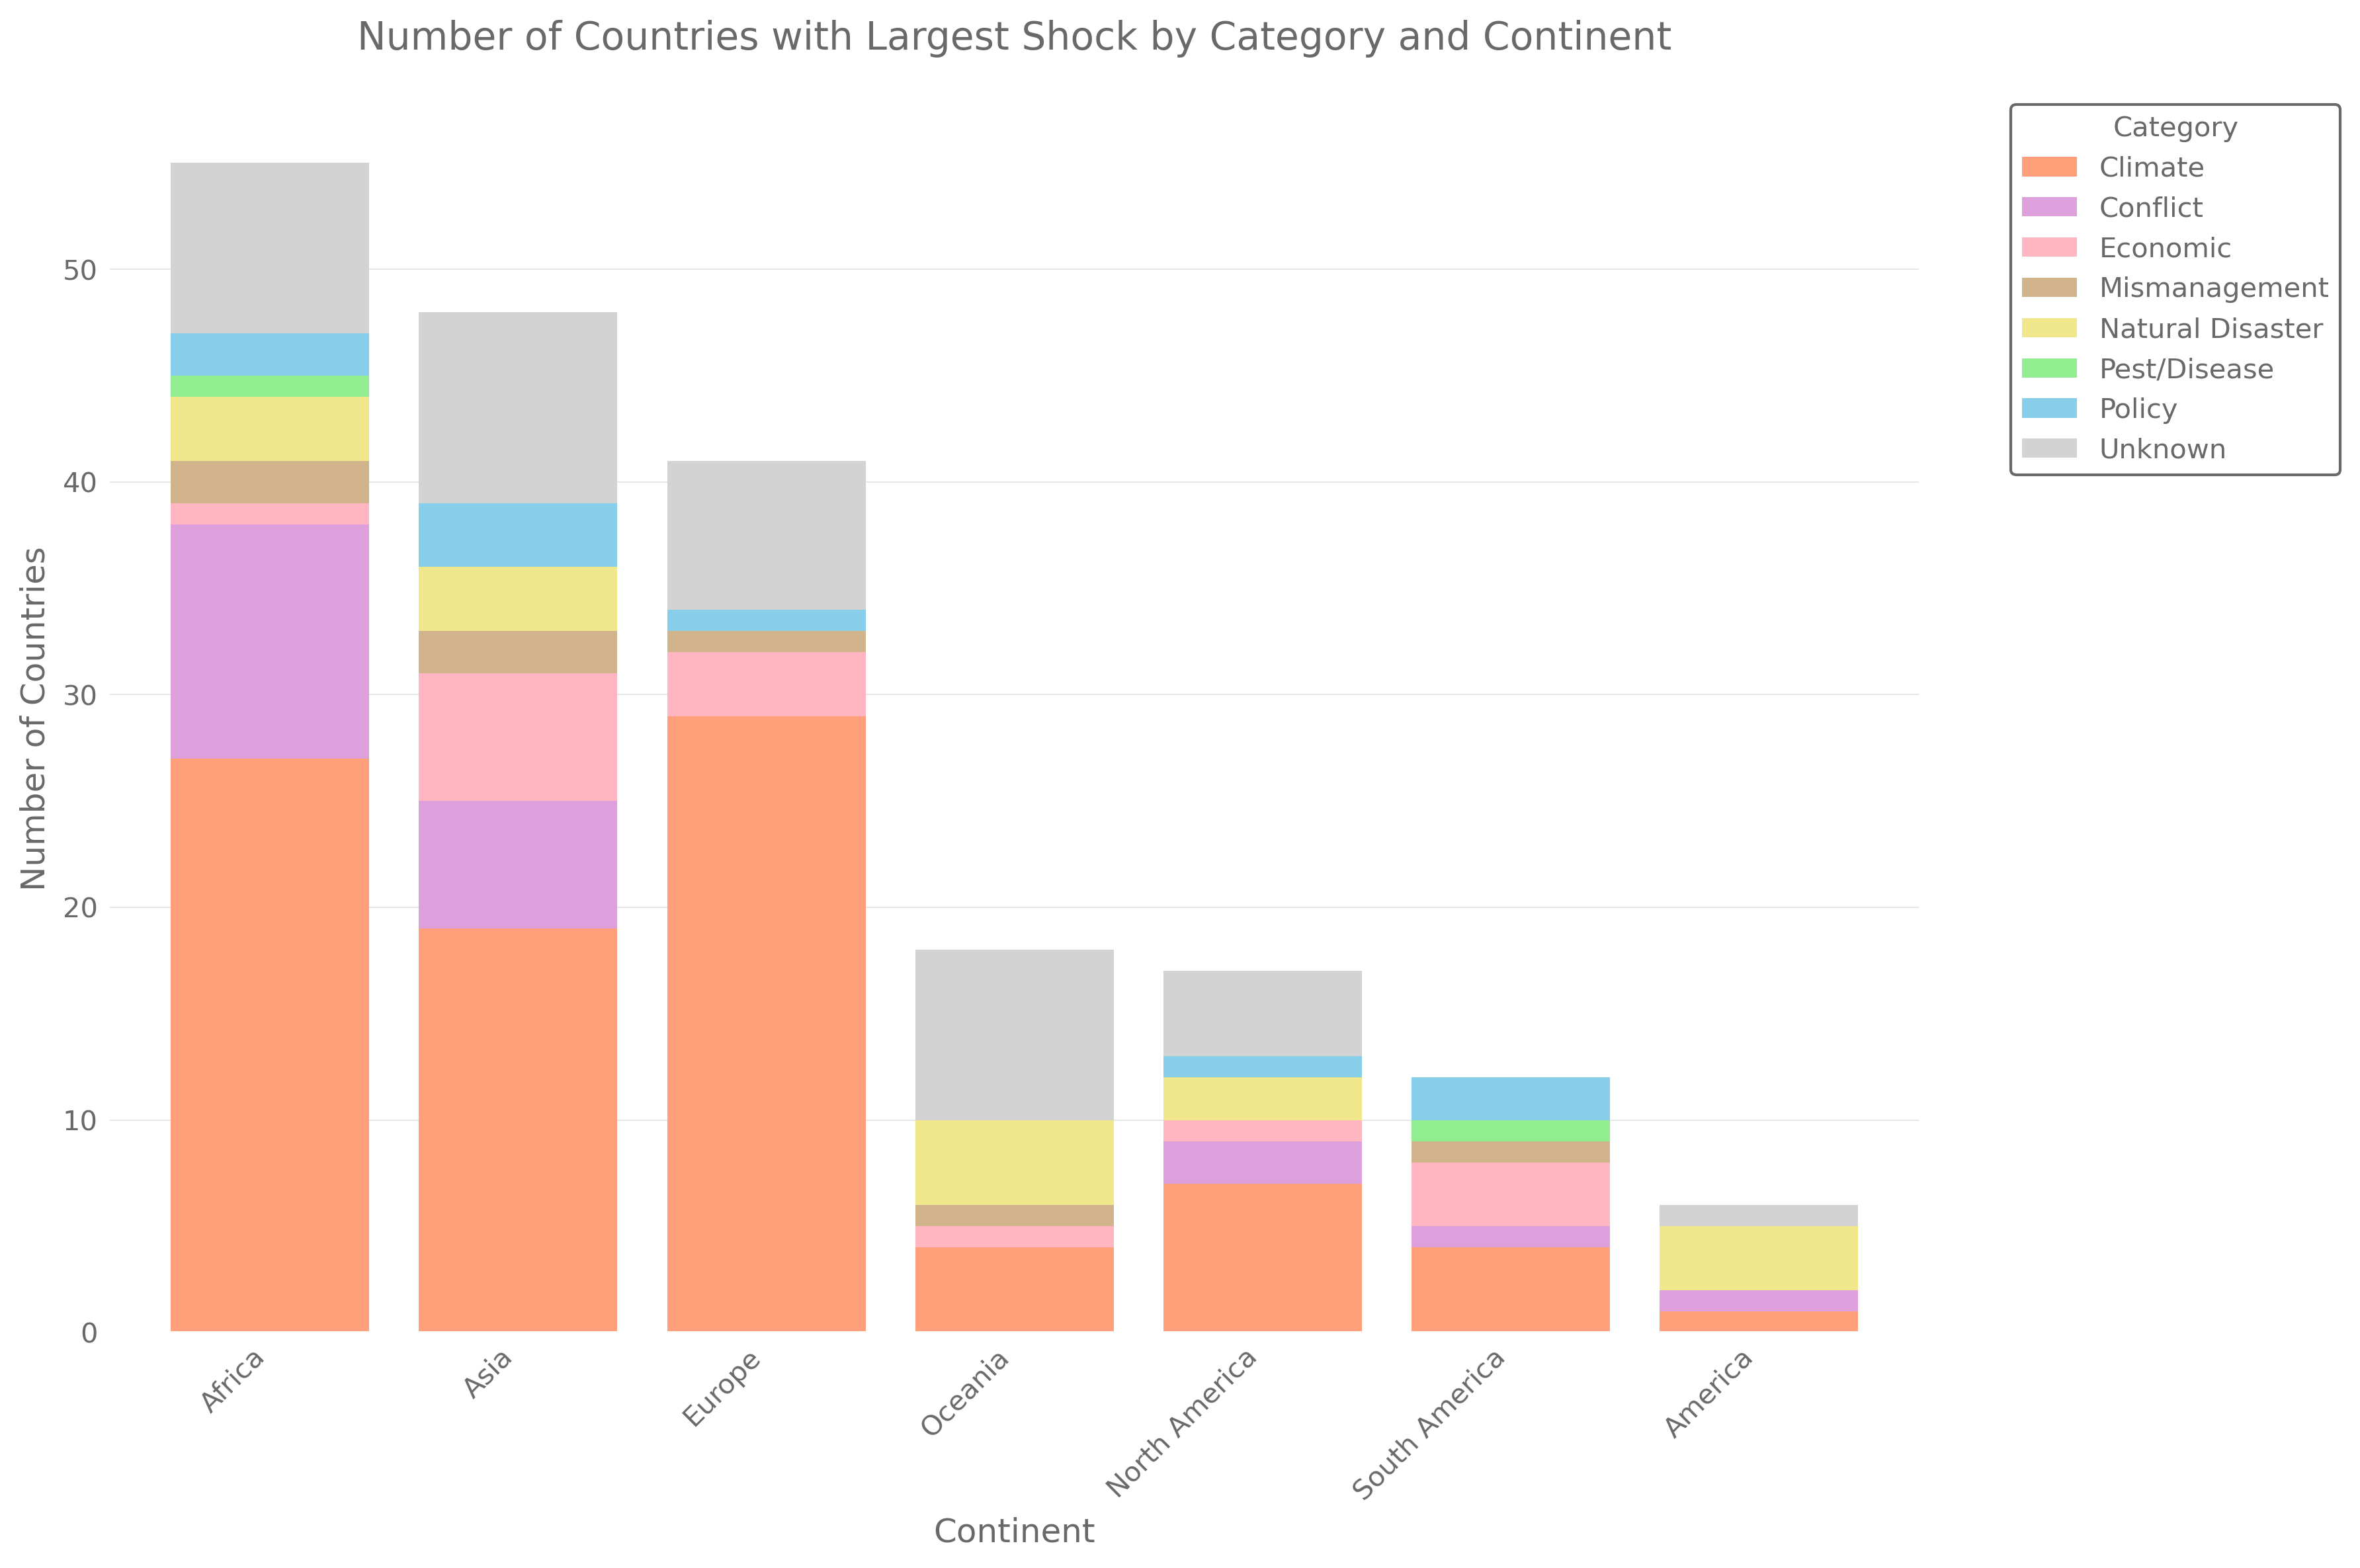 Number of Countries with Largest Shock by Category and Continent
Category
Climate
Conflict
Economic
Mismanagement
Natural Disaster
Pest/Disease
Policy
Unknown
Number of Countries
50
40
30
20
10
0
Africa
Asia
Europe
Oceania
North America
South America
America
Continent